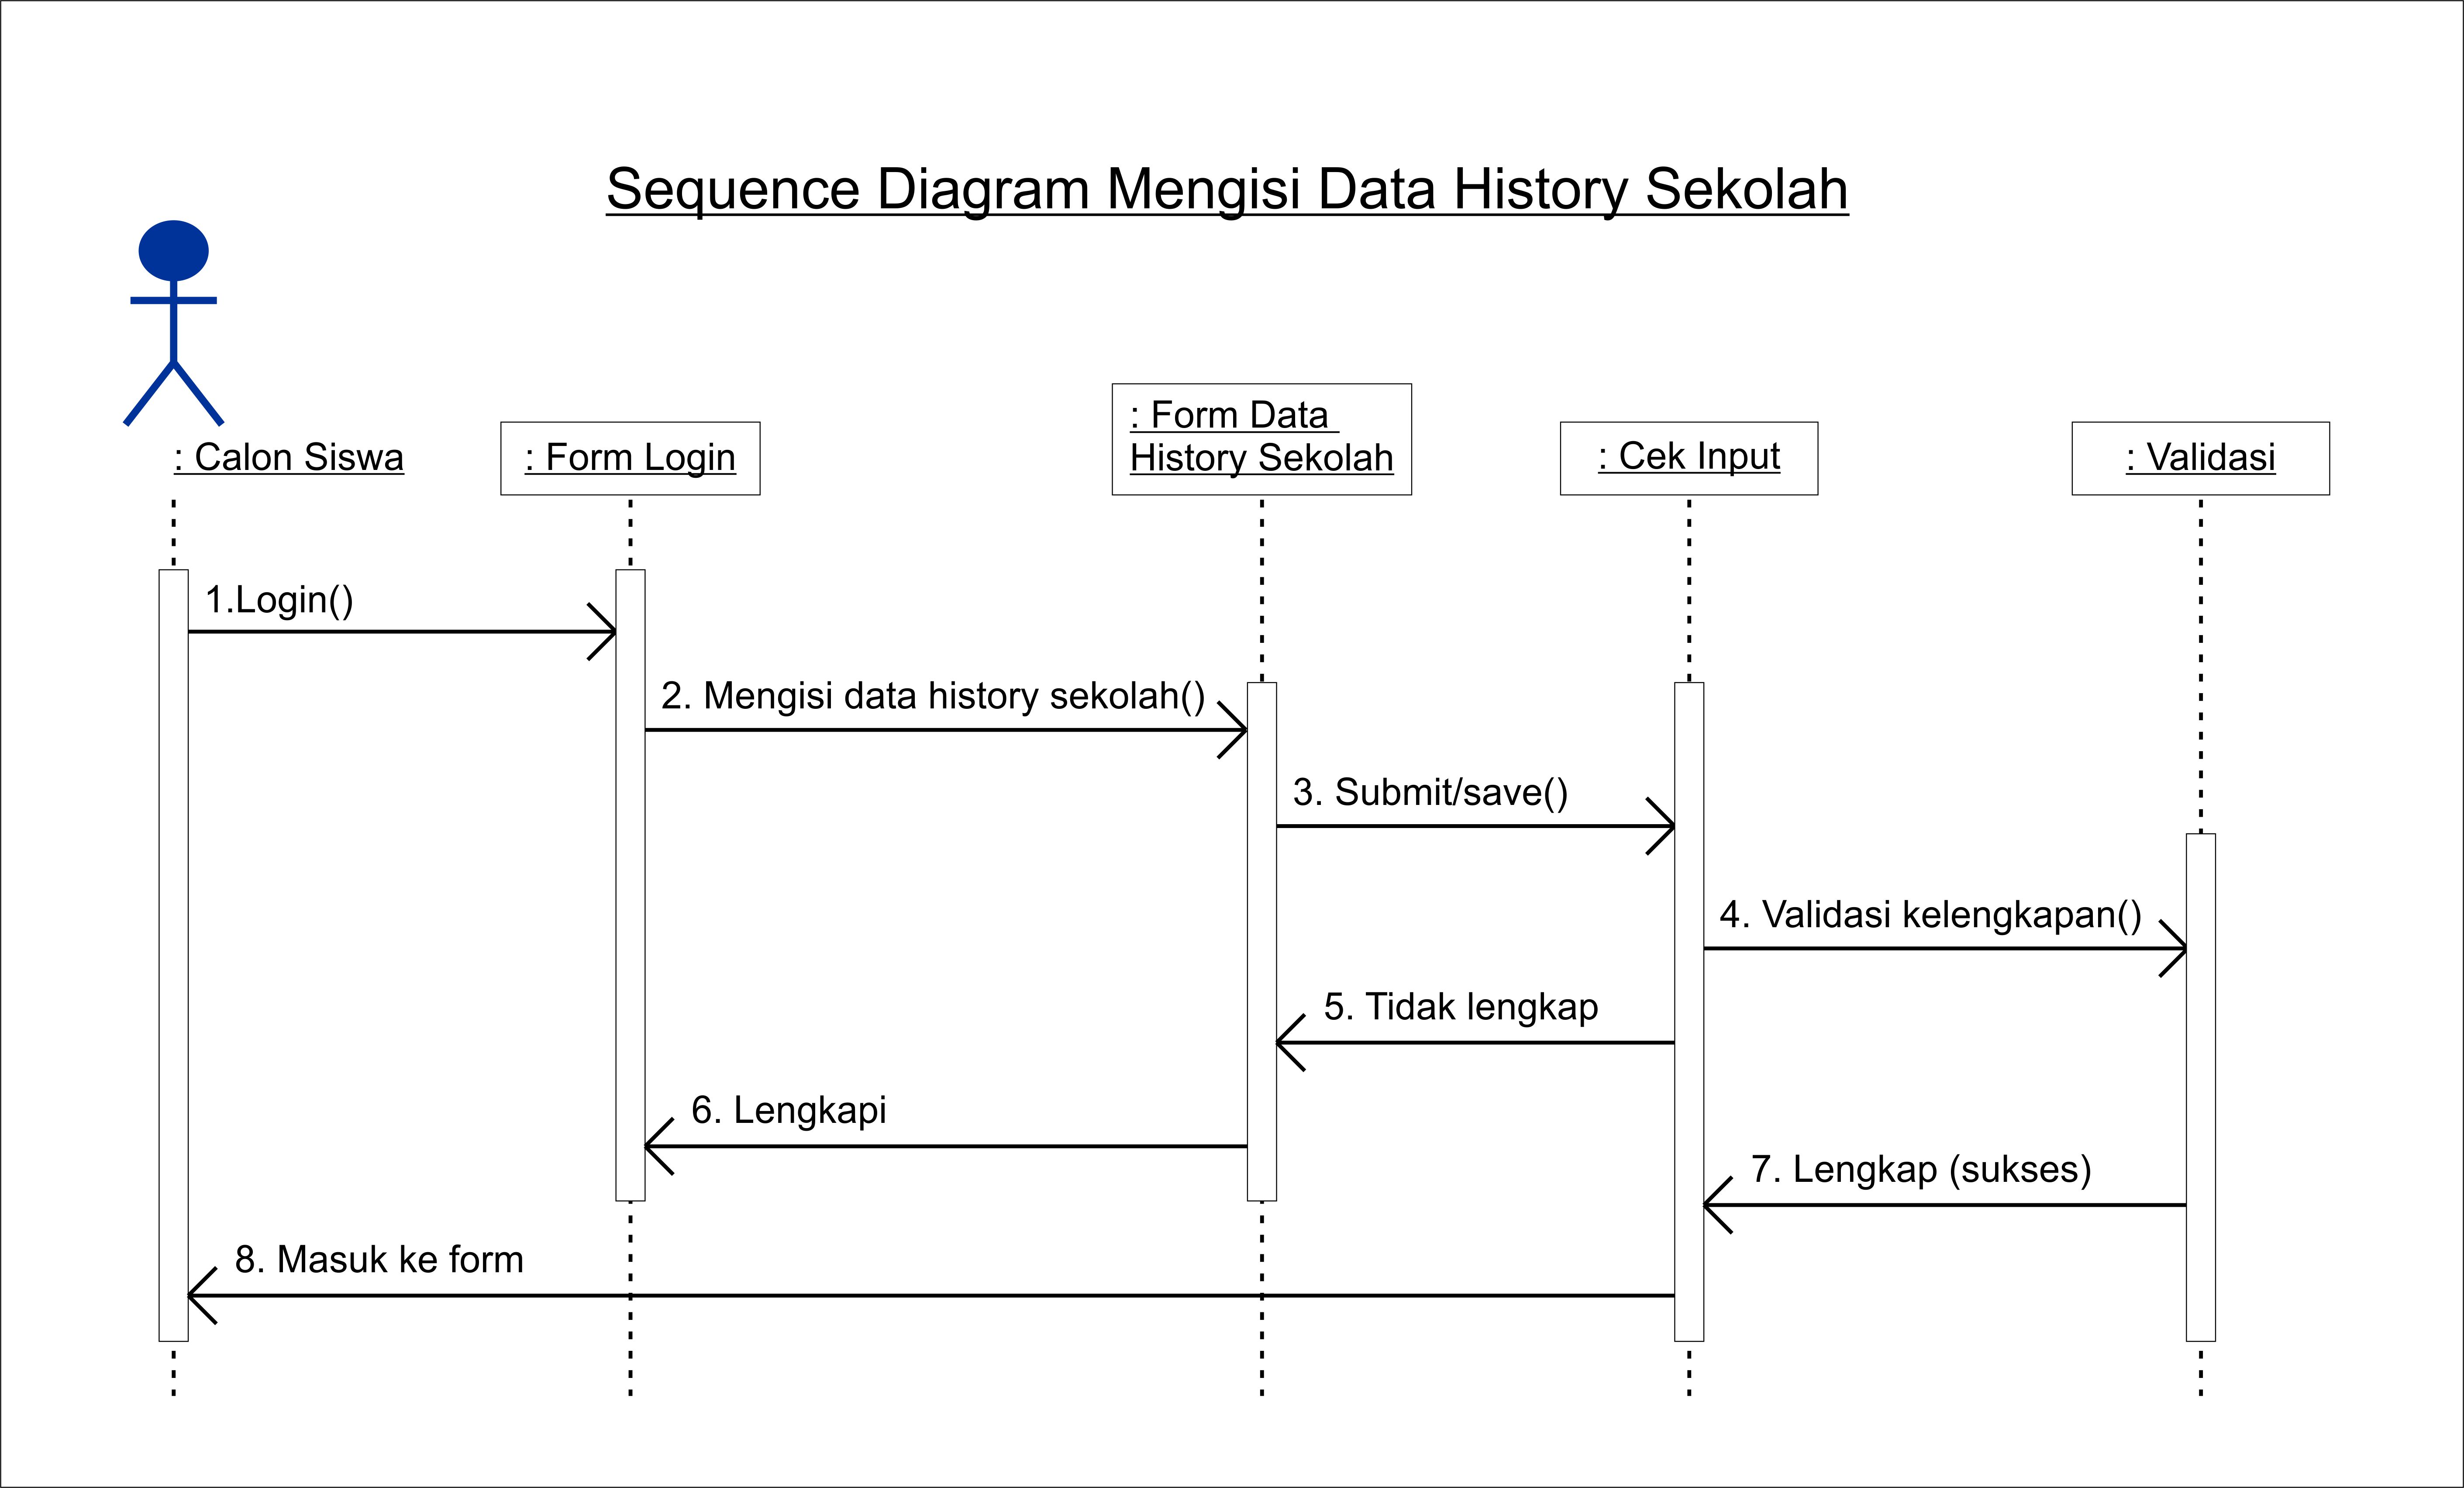 Sequence Diagram Mengisi Data History Sekolah
: Calon Siswa
: Form Login
: Form Data
History Sekolah
: Cek Input
: Validasi
1.Login()
2. Mengisi data history sekolah()
3. Submit/save()
4. Validasi kelengkapan()
5. Tidak lengkap
6. Lengkapi
7. Lengkap (sukses)
8. Masuk ke form